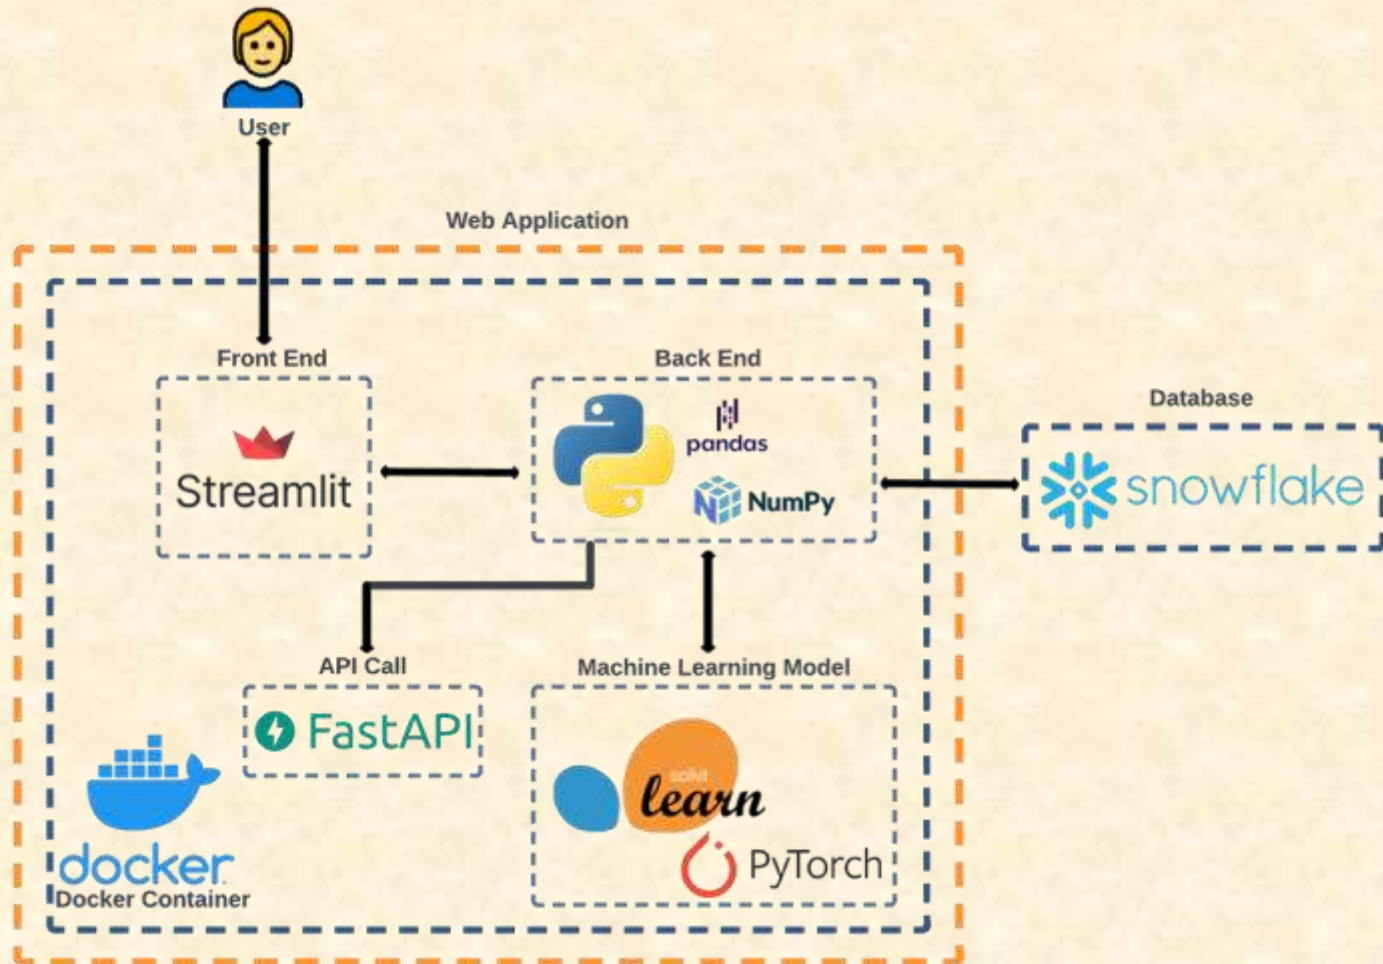 User
Web Application
Front End
Back End
Streamlit
pandas
NumPy
Database
snowflake
API Call
FastAPI
Machine Learning Model
scikit
learn
PyTorch
docker
Docker Container